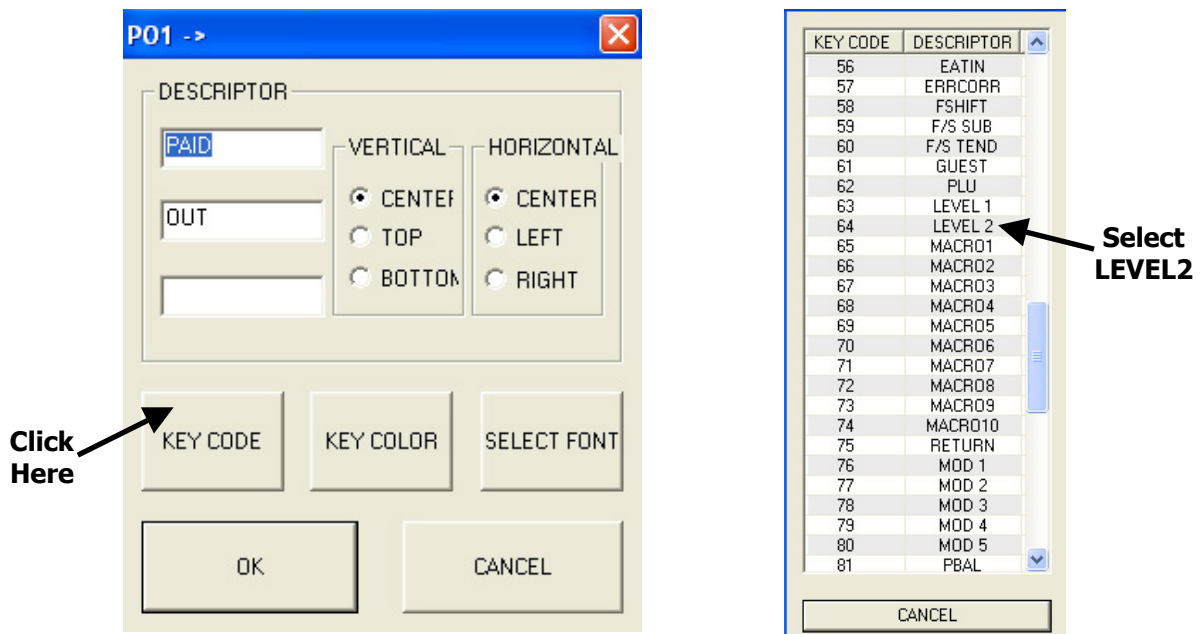 PO1 ->
DESCRIPTOR
PAID
OUT
VERTICAL
CENTER
TOP
BOTTOM
HORIZONTAL
CENTER
LEFT
RIGHT
Click
Here
KEY CODE
KEY COLOR
SELECT FONT
OK
CANCEL
KEY CODE DESCRIPTOR
56 EATIN
57 ERRCORR
58 FSHIFT
59 F/S SUB
60 F/S TEND
61 GUEST
62 PLU
63 LEVEL 1
64 LEVEL 2
65 MACRO1
66 MACRO2
67 MACRO3
68 MACRO4
69 MACRO5
70 MACRO6
71 MACRO7
72 MACRO8
73 MACRO9
74 MACRO10
75 RETURN
76 MOD 1
77 MOD 2
78 MOD 3
79 MOD 4
80 MOD 5
81 PBAL
CANCEL
Select
LEVEL2